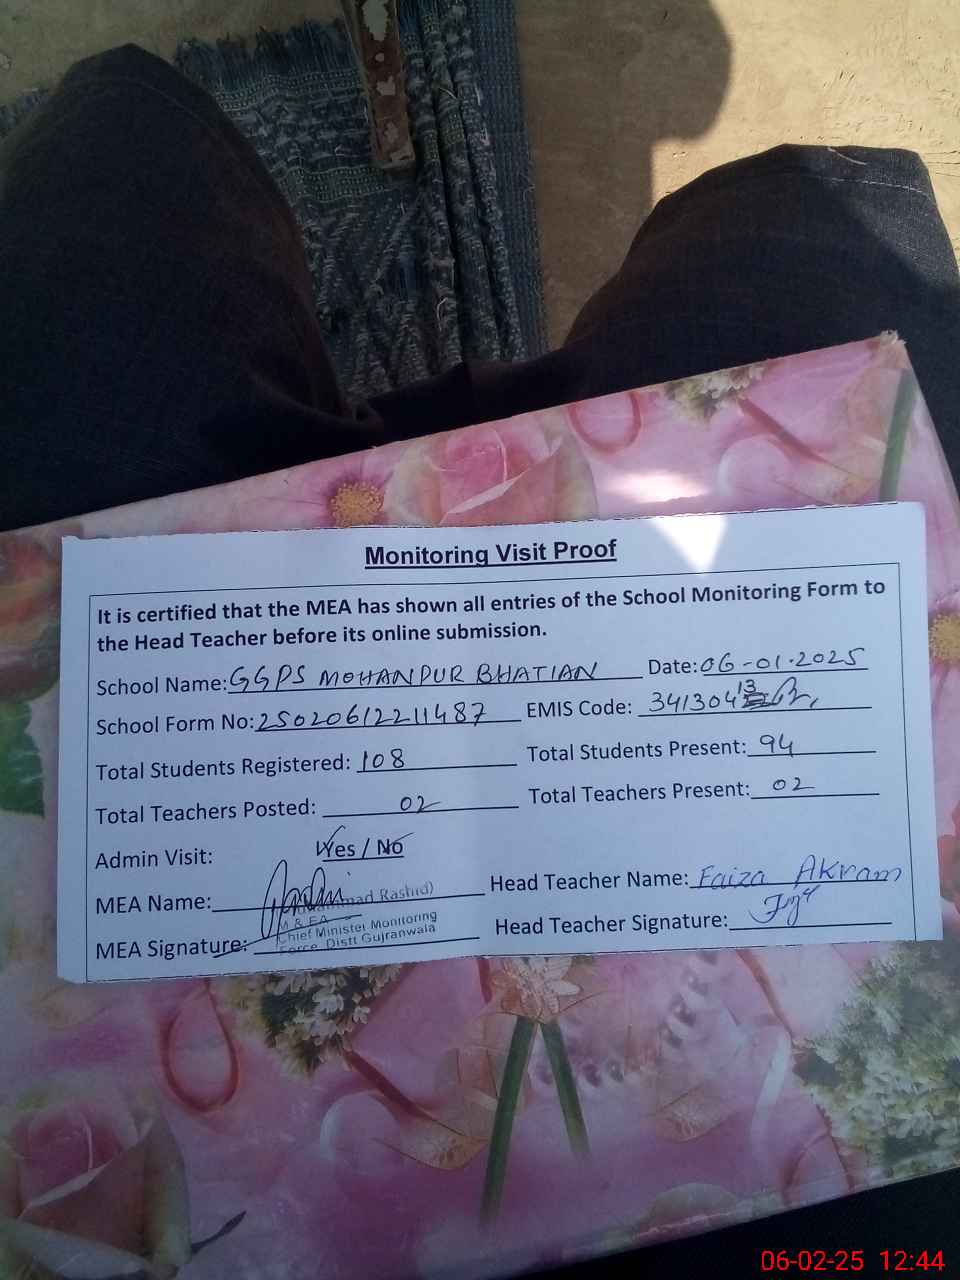 Monitoring Visit Proof
It is certified that the MEA has shown all entries of the School Monitoring Form to
the Head Teacher before its online submission.
School Name: GGPS MOHANPUR BHATIAN Date: 06-01-2025
School Form No: 25020612211487 EMIS Code: 34130413
Total Students Registered: 108 Total Students Present: 94
Total Teachers Posted: 02 Total Teachers Present: 02
Admin Visit: Yes / No
MEA Name: Head Teacher Name: Faiza Akram
Rashid)
M & EA
Chief Minister Monitoring
Force, Distt Gujranwala
MEA Signature: Head Teacher Signature:
06-02-25 12:44